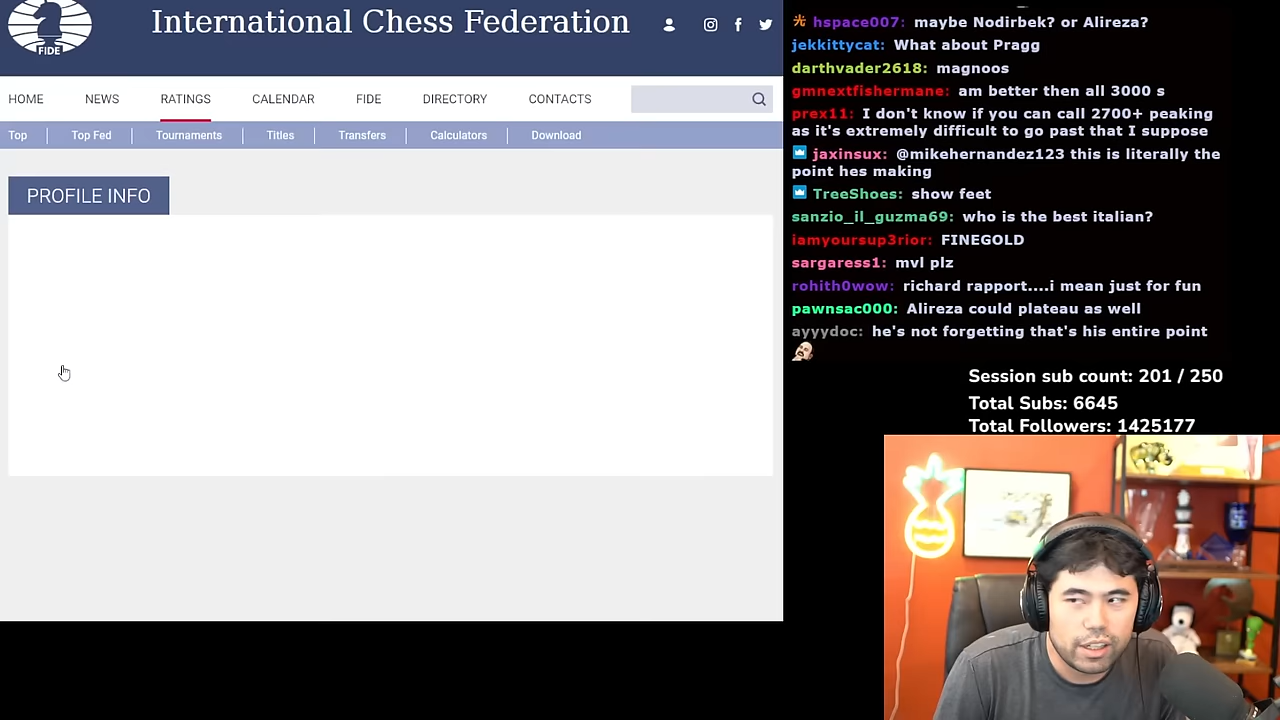 FIDE
International Chess Federation
HOME NEWS RATINGS CALENDAR FIDE DIRECTORY CONTACTS
Top Top Fed Tournaments Titles Transfers Calculators Download
PROFILE INFO
hspace007: maybe Nodirbek? or Alireza?
jekkittycat: What about Pragg
darthvader2618: magnoos
gmnextfishermane: am better then all 3000 s
prex11: I don't know if you can call 2700+ peaking
as it's extremely difficult to go past that I suppose
jaxinsux: @mikehernandez123 this is literally the
point hes making
TreeShoes: show feet
sanzio_il_guzma69: who is the best italian?
iamyoursup3rior: FINEGOLD
sargaress1: mvl plz
rohith0wow: richard rapport....i mean just for fun
pawnsac000: Alireza could plateau as well
ayyydoc: he's not forgetting that's his entire point
Session sub count: 201 / 250
Total Subs: 6645
Total Followers: 1425177